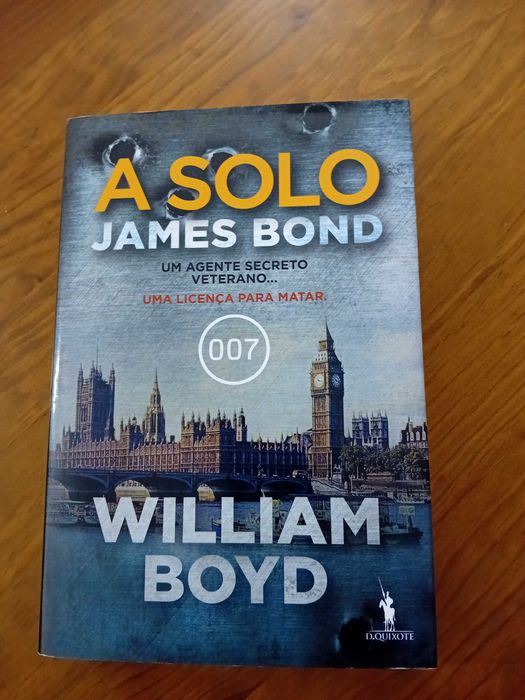 A SOLO
JAMES BOND
UM AGENTE SECRETO
VETERANO...
UMA LICENÇA PARA MATAR.
007
WILLIAM
BOYD
D.QUIXOTE